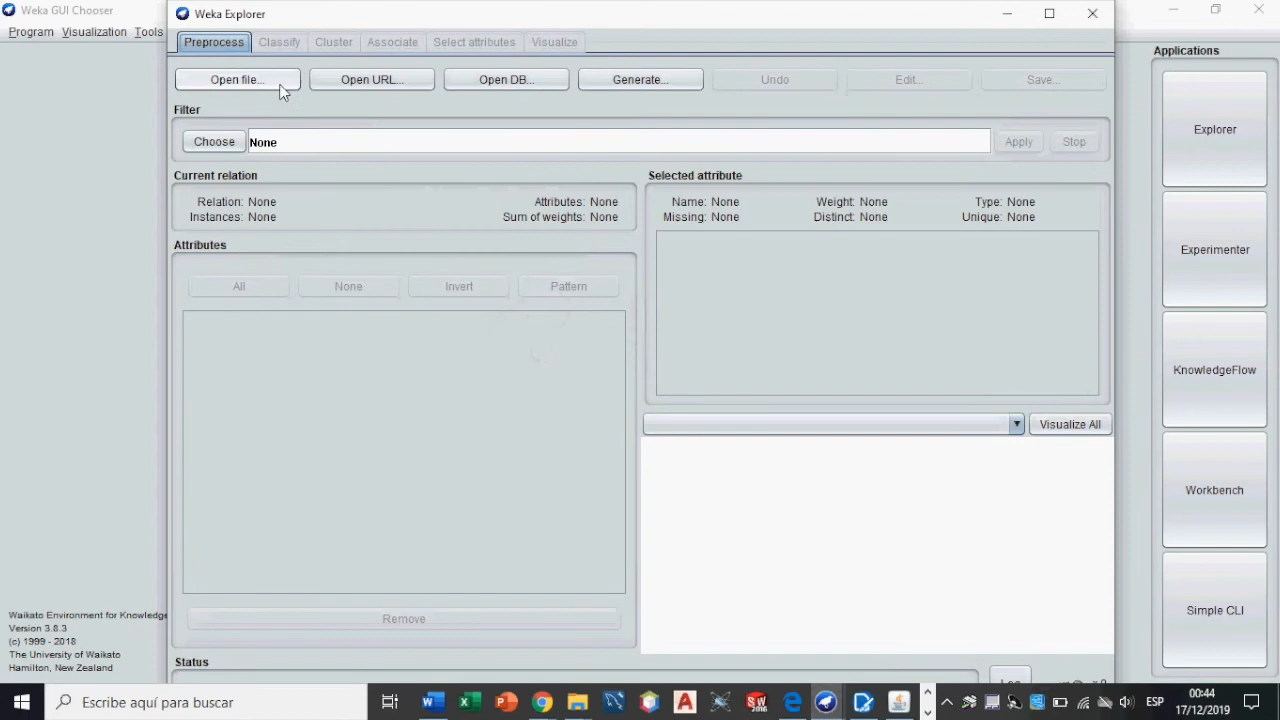 Weka GUI Chooser
Program Visualization Tools
Weka Explorer
Preprocess Classify Cluster Associate Select attributes Visualize
Open file... Open URL... Open DB... Generate... Undo Edit... Save...
Filter
Choose None Apply Stop
Current relation
Relation: None Attributes: None
Instances: None Sum of weights: None
Selected attribute
Name: None Weight: None Type: None
Missing: None Distinct: None Unique: None
Attributes
All None Invert Pattern
Visualize All
Remove
Status
Log
Applications
Explorer
Experimenter
KnowledgeFlow
Workbench
Simple CLI
Waikato Environment for Knowledge
Version 3.8.3
(c) 1999 - 2018
The University of Waikato
Hamilton, New Zealand
Escribe aquí para buscar
ESP
00:44
17/12/2019